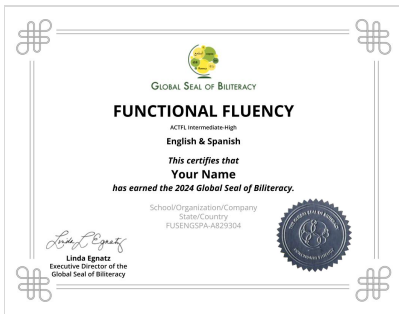 GLOBAL SEAL OF BILITERACY
FUNCTIONAL FLUENCY
ACTFL Intermediate-High
English & Spanish
This certifies that
Your Name
has earned the 2024 Global Seal of Biliteracy.
School/Organization/Company
State/Country
FUSENGSPA-A829304
Linda L Egnatz
Linda Egnatz
Executive Director of the
Global Seal of Biliteracy